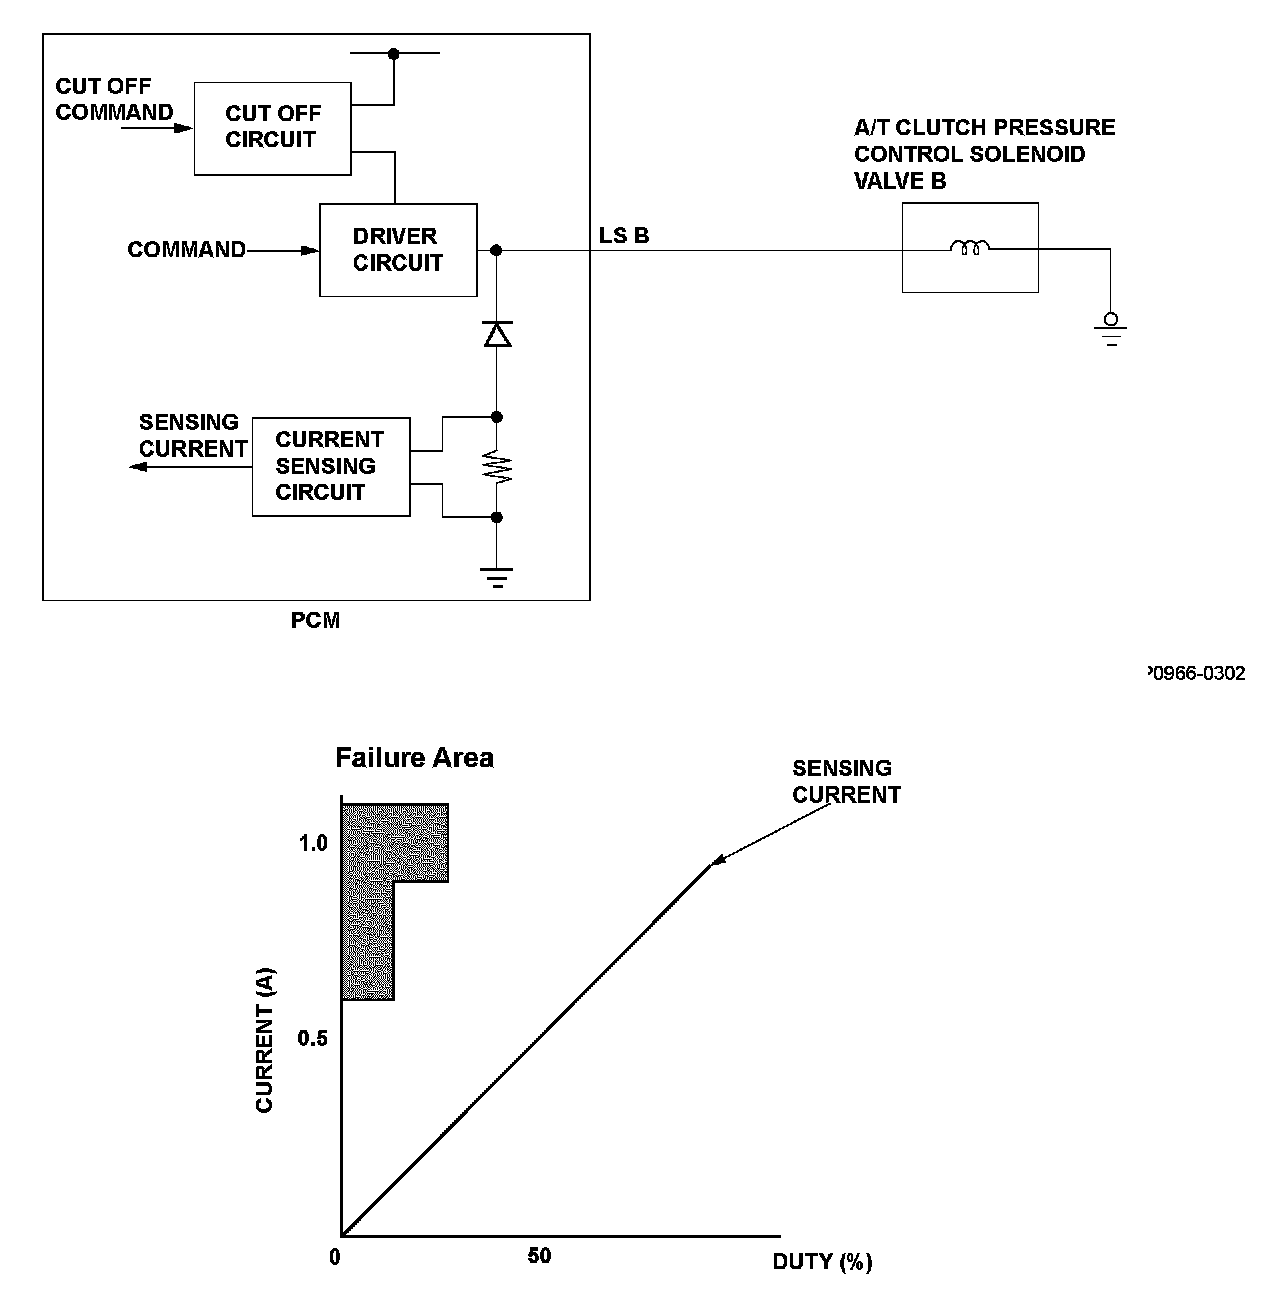 CUT OFF
COMMAND
CUT OFF
CIRCUIT
A/T CLUTCH PRESSURE
CONTROL SOLENOID
VALVE B
COMMAND
DRIVER
CIRCUIT
LS B
SENSING
CURRENT
CURRENT
SENSING
CIRCUIT
PCM
0966-0302
Failure Area
SENSING
CURRENT
1.0
0.5
CURRENT (A)
0
50
DUTY (%)